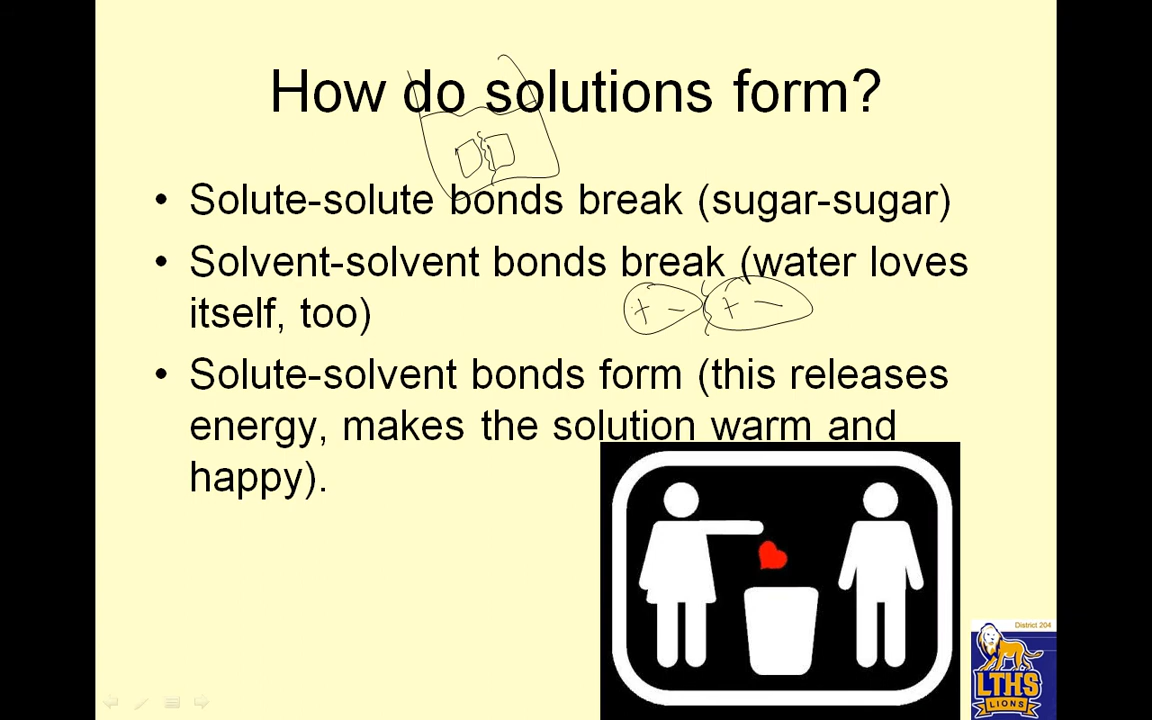 How do solutions form?
• Solute-solute bonds break (sugar-sugar)
• Solvent-solvent bonds break (water loves
itself, too)
+ - + -
• Solute-solvent bonds form (this releases
energy, makes the solution warm and
happy).
District 204
LTHS
LIONS